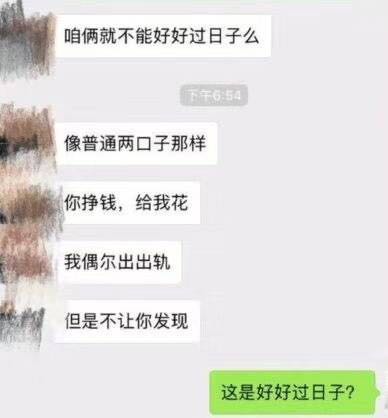 咱俩就不能好好过日子么
下午6:54
像普通两口子那样
你挣钱，给我花
我偶尔出出轨
但是不让你发现
这是好好过日子？